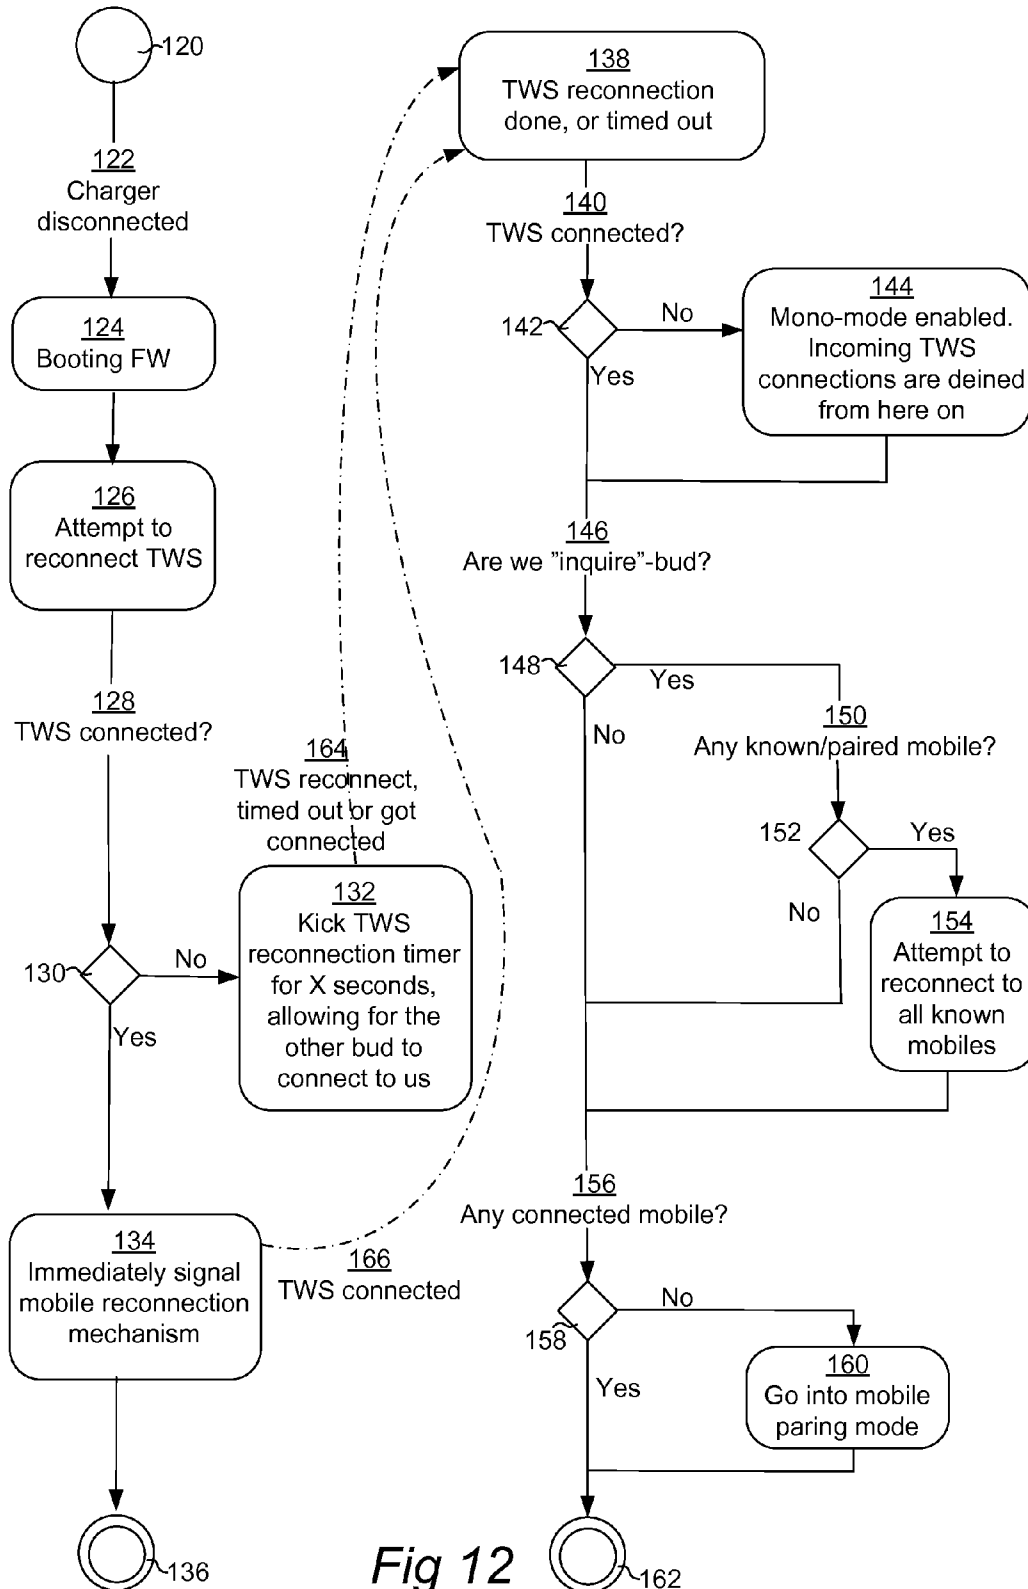 120
122
Charger
disconnected
124
Booting FW
126
Attempt to
reconnect TWS
128
TWS connected?
130
No
Yes
132
Kick TWS
reconnection timer
for X seconds,
allowing for the
other bud to
connect to us
164
TWS reconnect,
timed out or got
connected
134
Immediately signal
mobile reconnection
mechanism
166
TWS connected
136
138
TWS reconnection
done, or timed out
140
TWS connected?
142
No
Yes
144
Mono-mode enabled.
Incoming TWS
connections are deined
from here on
146
Are we ”inquire”-bud?
148
Yes
No
150
Any known/paired mobile?
152
Yes
No
154
Attempt to
reconnect to
all known
mobiles
156
Any connected mobile?
158
No
Yes
160
Go into mobile
paring mode
162
Fig 12